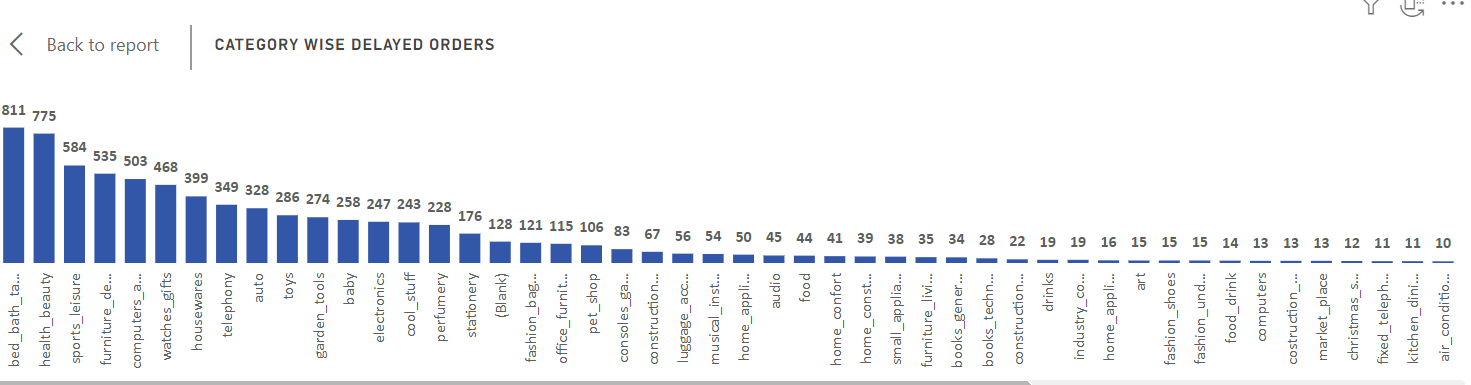 Back to report
CATEGORY WISE DELAYED ORDERS
811
775
584
535
503
468
399
349
328
286
274
258
247
243
228
176
128
121
115
106
83
67
56
54
50
45
44
41
39
38
35
34
28
22
19
19
16
15
15
15
14
13
13
13
12
11
11
10
bed_bath_ta...
health_beauty
sports_leisure
furniture_de...
computers_a...
watches_gifts
housewares
telephony
auto
toys
garden_tools
baby
electronics
cool_stuff
perfumery
stationery
(Blank)
fashion_bag...
office_furnit...
pet_shop
consoles_ga...
construction...
luggage_acc...
musical_inst...
home_appli...
audio
food
home_confort
home_const...
small_applia...
furniture_livi...
books_gener...
books_techn...
construction...
drinks
industry_co...
home_appli...
art
fashion_shoes
fashion_und...
food_drink
computers
costruction_...
market_place
christmas_s...
fixed_teleph...
kitchen_dini...
air_conditio...